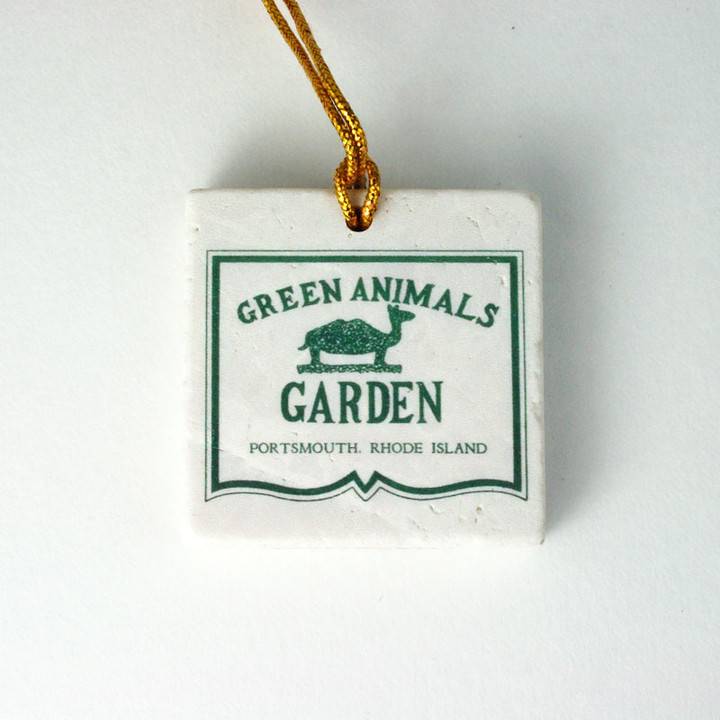 GREEN ANIMALS
GARDEN
PORTSMOUTH, RHODE ISLAND